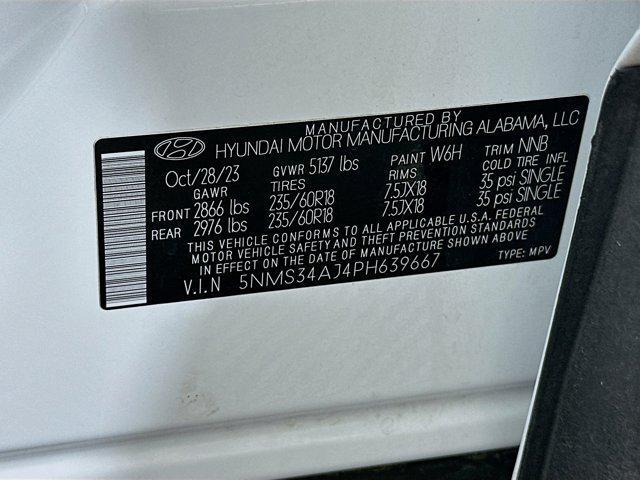 MANUFACTURED BY
HYUNDAI MOTOR MANUFACTURING ALABAMA, LLC
Oct/28/23 GVWR 5137 lbs PAINT W6H TRIM NNB
GAWR TIRES RIMS COLD TIRE INFL
FRONT 2866 lbs 235/60R18 7.5JX18 35 psi SINGLE
REAR 2976 lbs 235/60R18 7.5JX18 35 psi SINGLE
THIS VEHICLE CONFORMS TO ALL APPLICABLE U.S.A. FEDERAL
MOTOR VEHICLE SAFETY AND THEFT PREVENTION STANDARDS
IN EFFECT ON THE DATE OF MANUFACTURE SHOWN ABOVE
V.I.N 5NMS34AJ4PH639667 TYPE: MPV